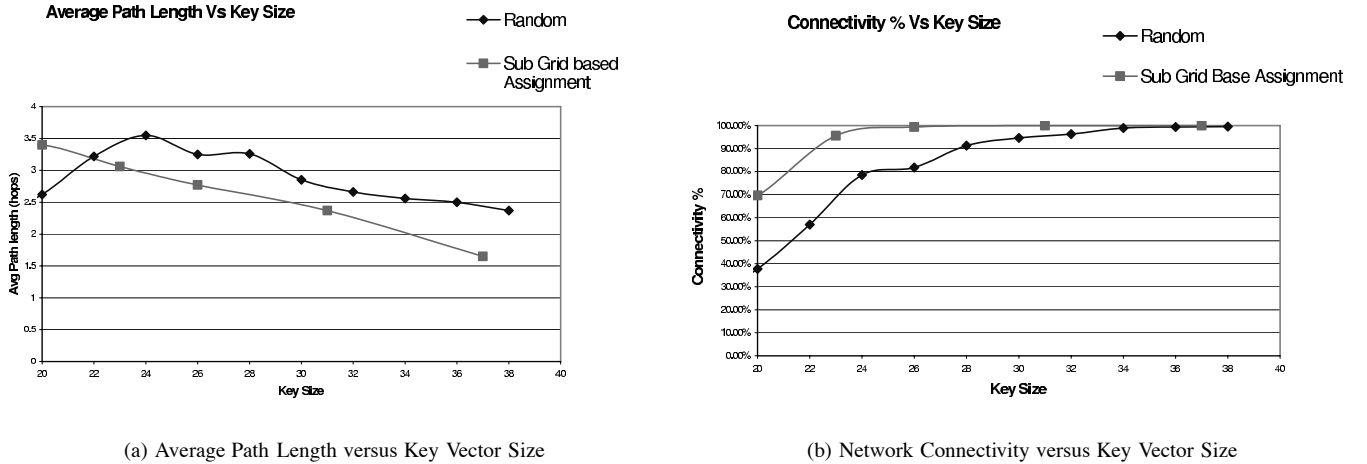 Average Path Length Vs Key Size
Random
Sub Grid based
Assignment
4
3.5
3
2.5
2
1.5
1
0.5
0
Avg Path length (hops)
20 22 24 26 28 30 32 34 36 38 40
Key Size
(a) Average Path Length versus Key Vector Size
Connectivity % Vs Key Size
Random
Sub Grid Base Assignment
100.00%
90.00%
80.00%
70.00%
60.00%
50.00%
40.00%
30.00%
20.00%
10.00%
0.00%
Connectivity %
20 22 24 26 28 30 32 34 36 38 40
Key Size
(b) Network Connectivity versus Key Vector Size